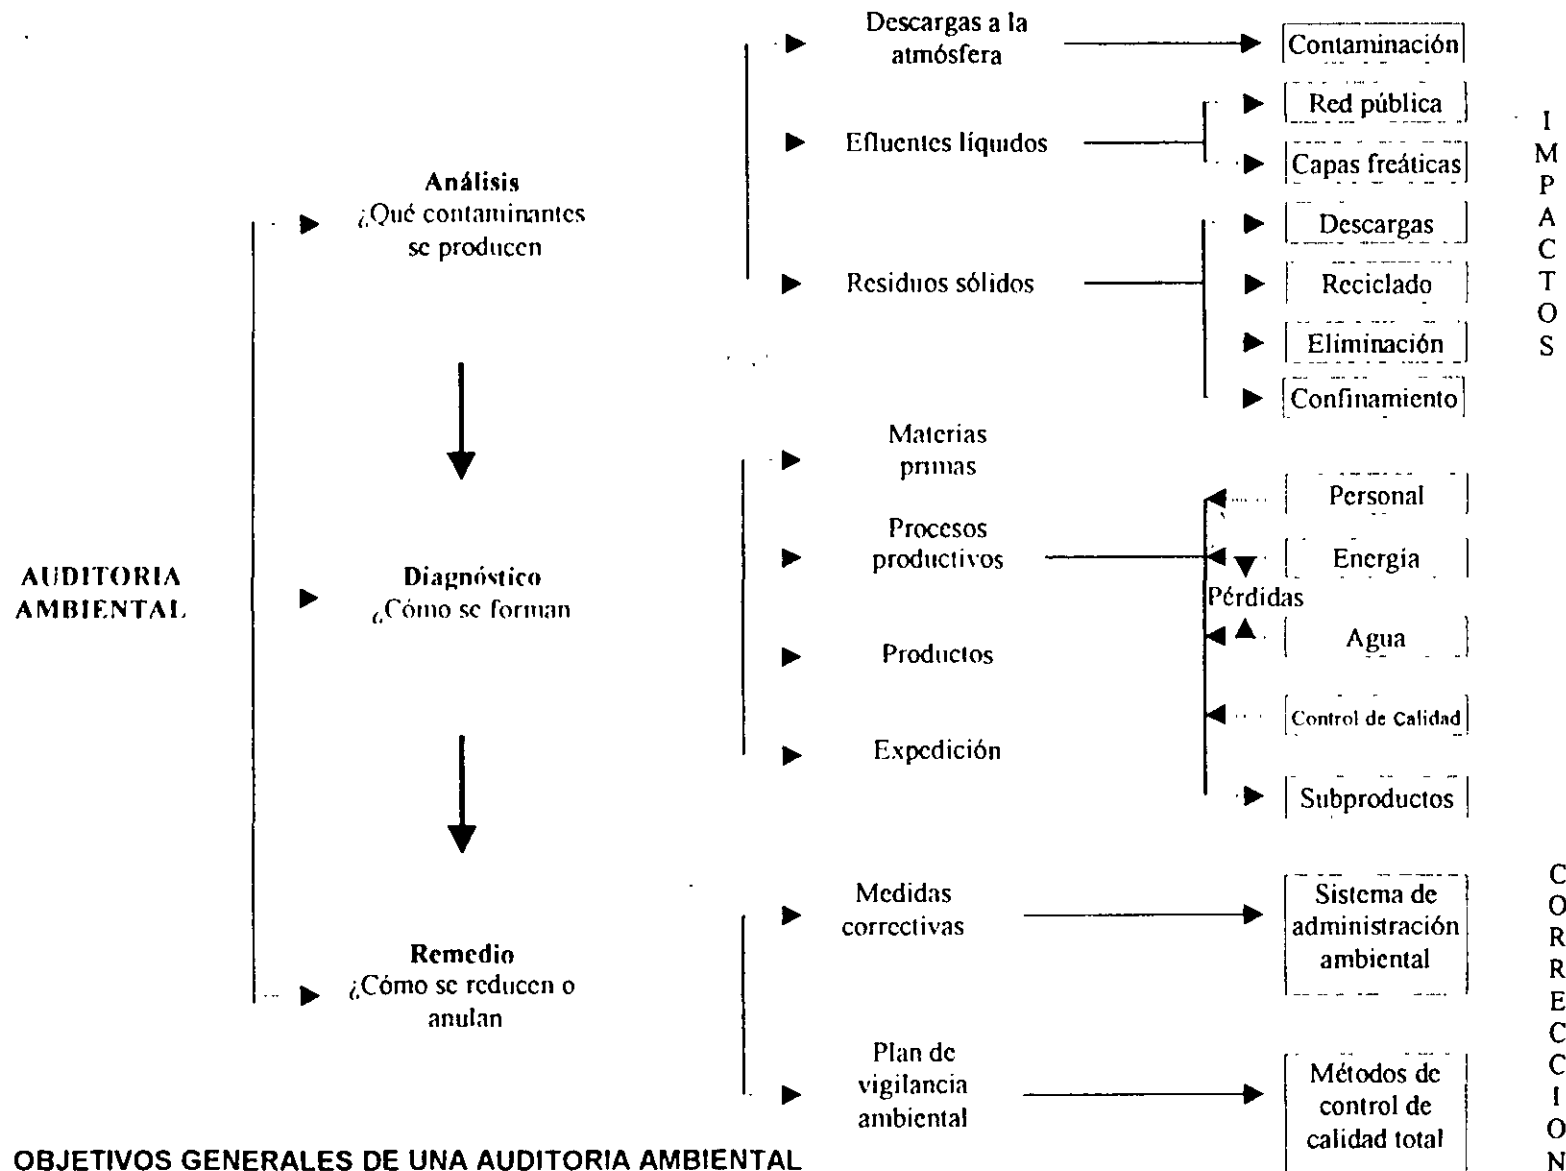 Descargas a la
atmósfera
Contaminación
Red pública
Efluentes líquidos
Capas freáticas
Análisis
¿Qué contaminantes
se producen
Descargas
Residuos sólidos
Reciclado
Eliminación
Confinamiento
IMPACTOS
Materias
primas
Personal
Procesos
productivos
Energía
AUDITORIA
AMBIENTAL
Diagnóstico
¿Cómo se forman
Pérdidas
Agua
Productos
Control de Calidad
Expedición
Subproductos
Medidas
correctivas
Sistema de
administración
ambiental
Remedio
¿Cómo se reducen o
anulan
Plan de
vigilancia
ambiental
Métodos de
control de
calidad total
CORRECCION
OBJETIVOS GENERALES DE UNA AUDITORIA AMBIENTAL